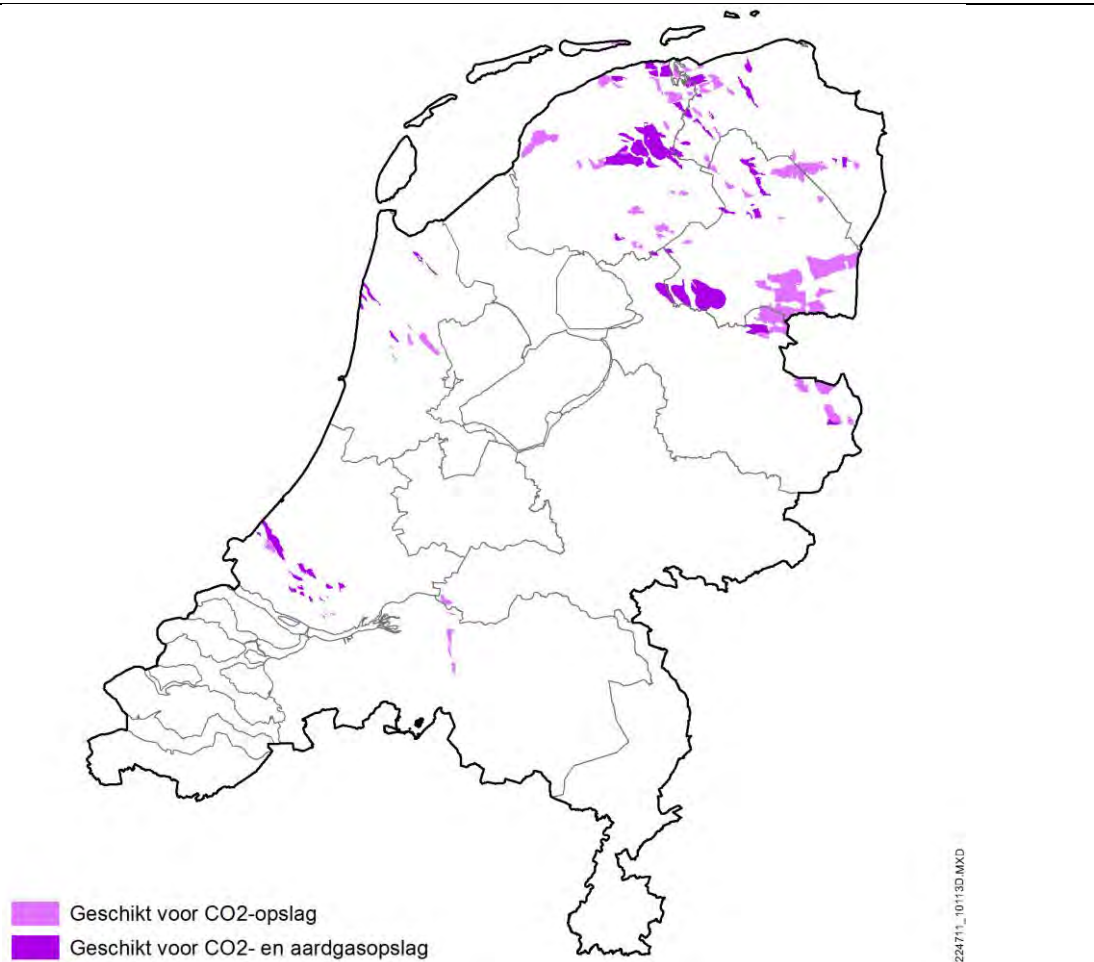 Geschikt voor CO2-opslag
Geschikt voor CO2- en aardgasopslag
224711_10113D.MXD